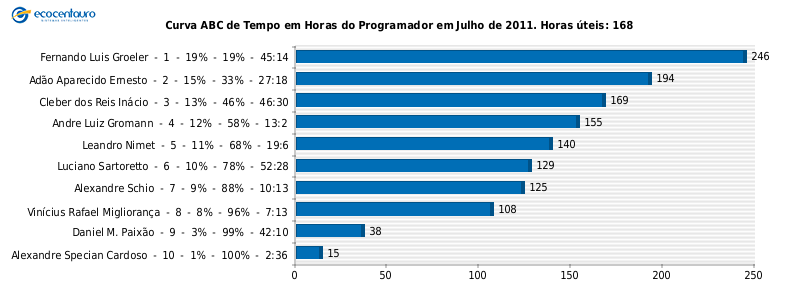 ecocentauro
Curva ABC de Tempo em Horas do Programador em Julho de 2011. Horas úteis: 168
Fernando Luis Groeler - 1 - 19% - 19% - 45:14 246
Adão Aparecido Ernesto - 2 - 15% - 33% - 27:18 194
Cleber dos Reis Inácio - 3 - 13% - 46% - 46:30 169
Andre Luiz Gromann - 4 - 12% - 58% - 13:2 155
Leandro Nimet - 5 - 11% - 68% - 19:6 140
Luciano Sartoretto - 6 - 10% - 78% - 52:28 129
Alexandre Schio - 7 - 9% - 88% - 10:13 125
Vinícius Rafael Migliorança - 8 - 8% - 96% - 7:13 108
Daniel M. Paixão - 9 - 3% - 99% - 42:10 38
Alexandre Specian Cardoso - 10 - 1% - 100% - 2:36 15
0 50 100 150 200 250